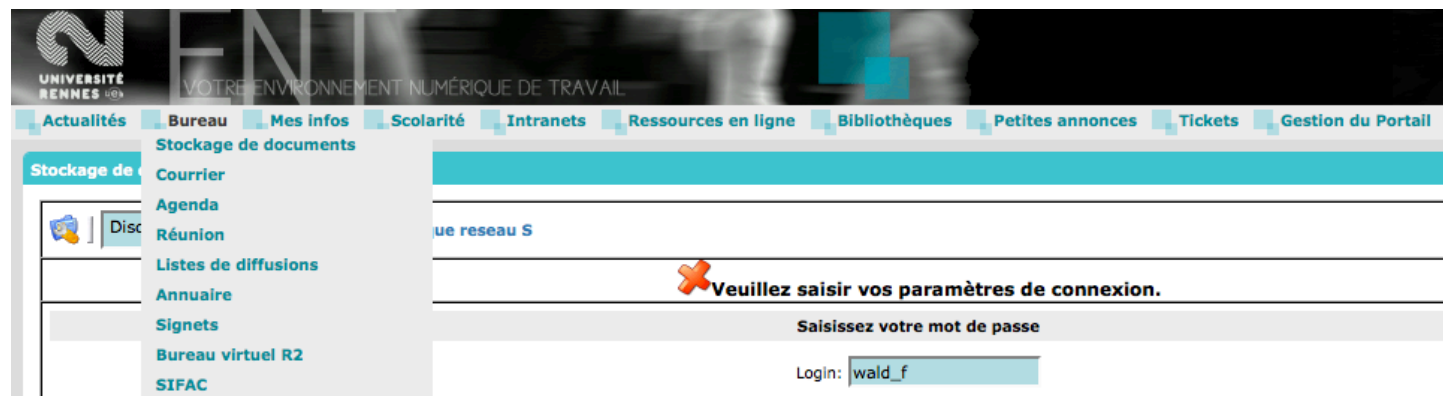 ENT
UNIVERSITÉ
RENNES
VOTRE ENVIRONNEMENT NUMÉRIQUE DE TRAVAIL
Actualités Bureau Mes infos Scolarité Intranets Ressources en ligne Bibliothèques Petites annonces Tickets Gestion du Portail
Stockage de documents
Stockage de
Courrier
Agenda
Disc
Réunion
ue reseau S
Listes de diffusions
Annuaire
Veuillez saisir vos paramètres de connexion.
Signets
Saisissez votre mot de passe
Bureau virtuel R2
Login: wald_f
SIFAC